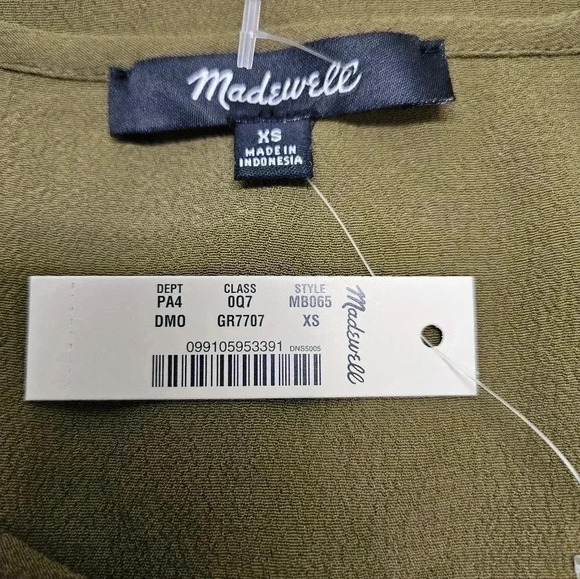 Madewell
XS
MADE IN
INDONESIA
DEPT CLASS STYLE
PA4 0Q7 MB065
DMO GR7707 XS
099105953391 DNS5005
Madewell